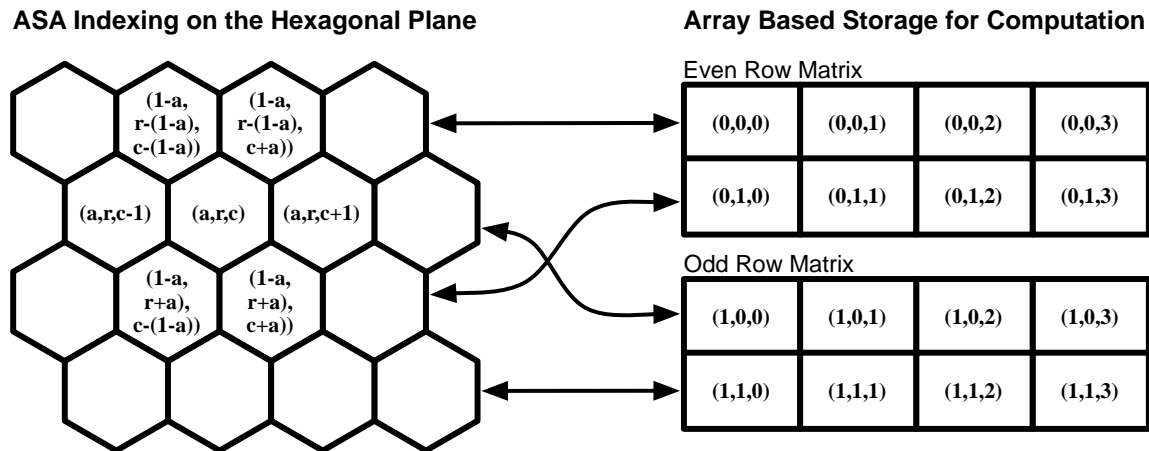 ASA Indexing on the Hexagonal Plane
(1-a,
r-(1-a),
c-(1-a))
(1-a,
r-(1-a),
c+a))
(a,r,c-1)
(a,r,c)
(a,r,c+1)
(1-a,
r+a),
c-(1-a))
(1-a,
r+a),
c+a))
Array Based Storage for Computation
Even Row Matrix
(0,0,0) (0,0,1) (0,0,2) (0,0,3)
(0,1,0) (0,1,1) (0,1,2) (0,1,3)
Odd Row Matrix
(1,0,0) (1,0,1) (1,0,2) (1,0,3)
(1,1,0) (1,1,1) (1,1,2) (1,1,3)